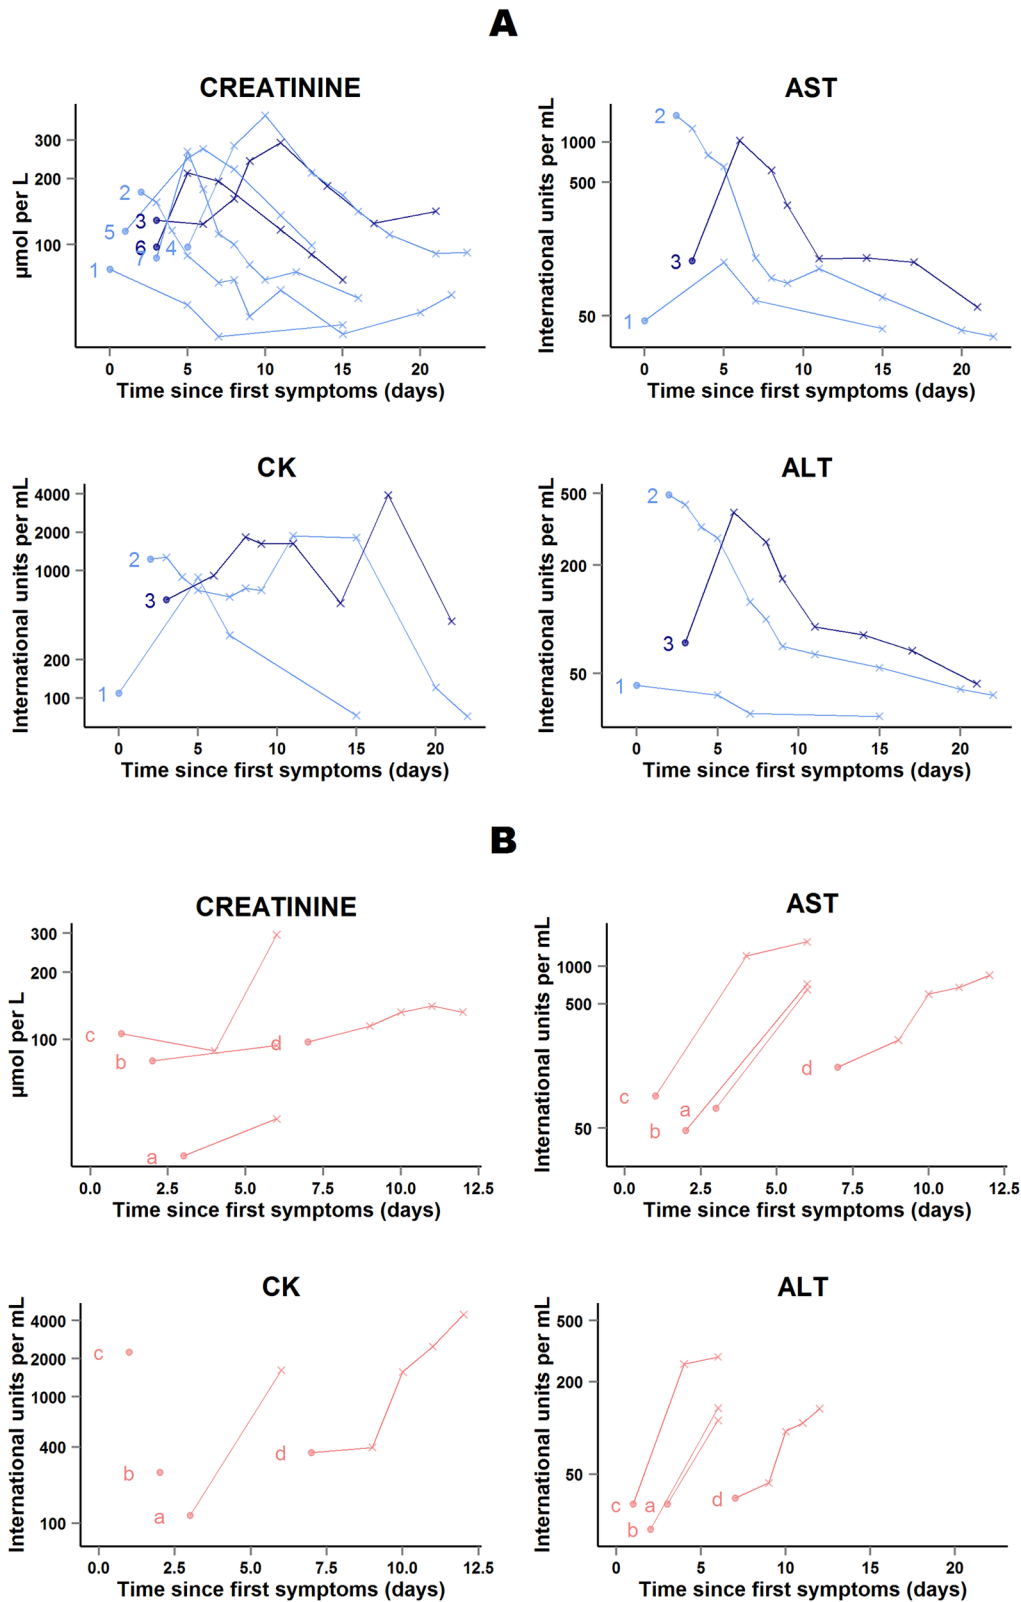 A
CREATININE
µmol per L
300
200
100
2
5
3
6
7
4
1
0 5 10 15 20
Time since first symptoms (days)
AST
International units per mL
1000
500
50
2
3
1
0 5 10 15 20
Time since first symptoms (days)
CK
International units per mL
4000
2000
1000
200
100
2
3
1
0 5 10 15 20
Time since first symptoms (days)
ALT
International units per mL
500
200
50
2
3
1
0 5 10 15 20
Time since first symptoms (days)
B
CREATININE
µmol per L
300
200
100
c
b
d
a
0.0 2.5 5.0 7.5 10.0 12.5
Time since first symptoms (days)
AST
International units per mL
1000
500
50
c
a
b
d
0.0 2.5 5.0 7.5 10.0 12.5
Time since first symptoms (days)
CK
International units per mL
4000
2000
1000
400
100
c
b
a
d
0.0 2.5 5.0 7.5 10.0 12.5
Time since first symptoms (days)
ALT
International units per mL
500
200
50
c
a
b
d
0 5 10 15 20
Time since first symptoms (days)